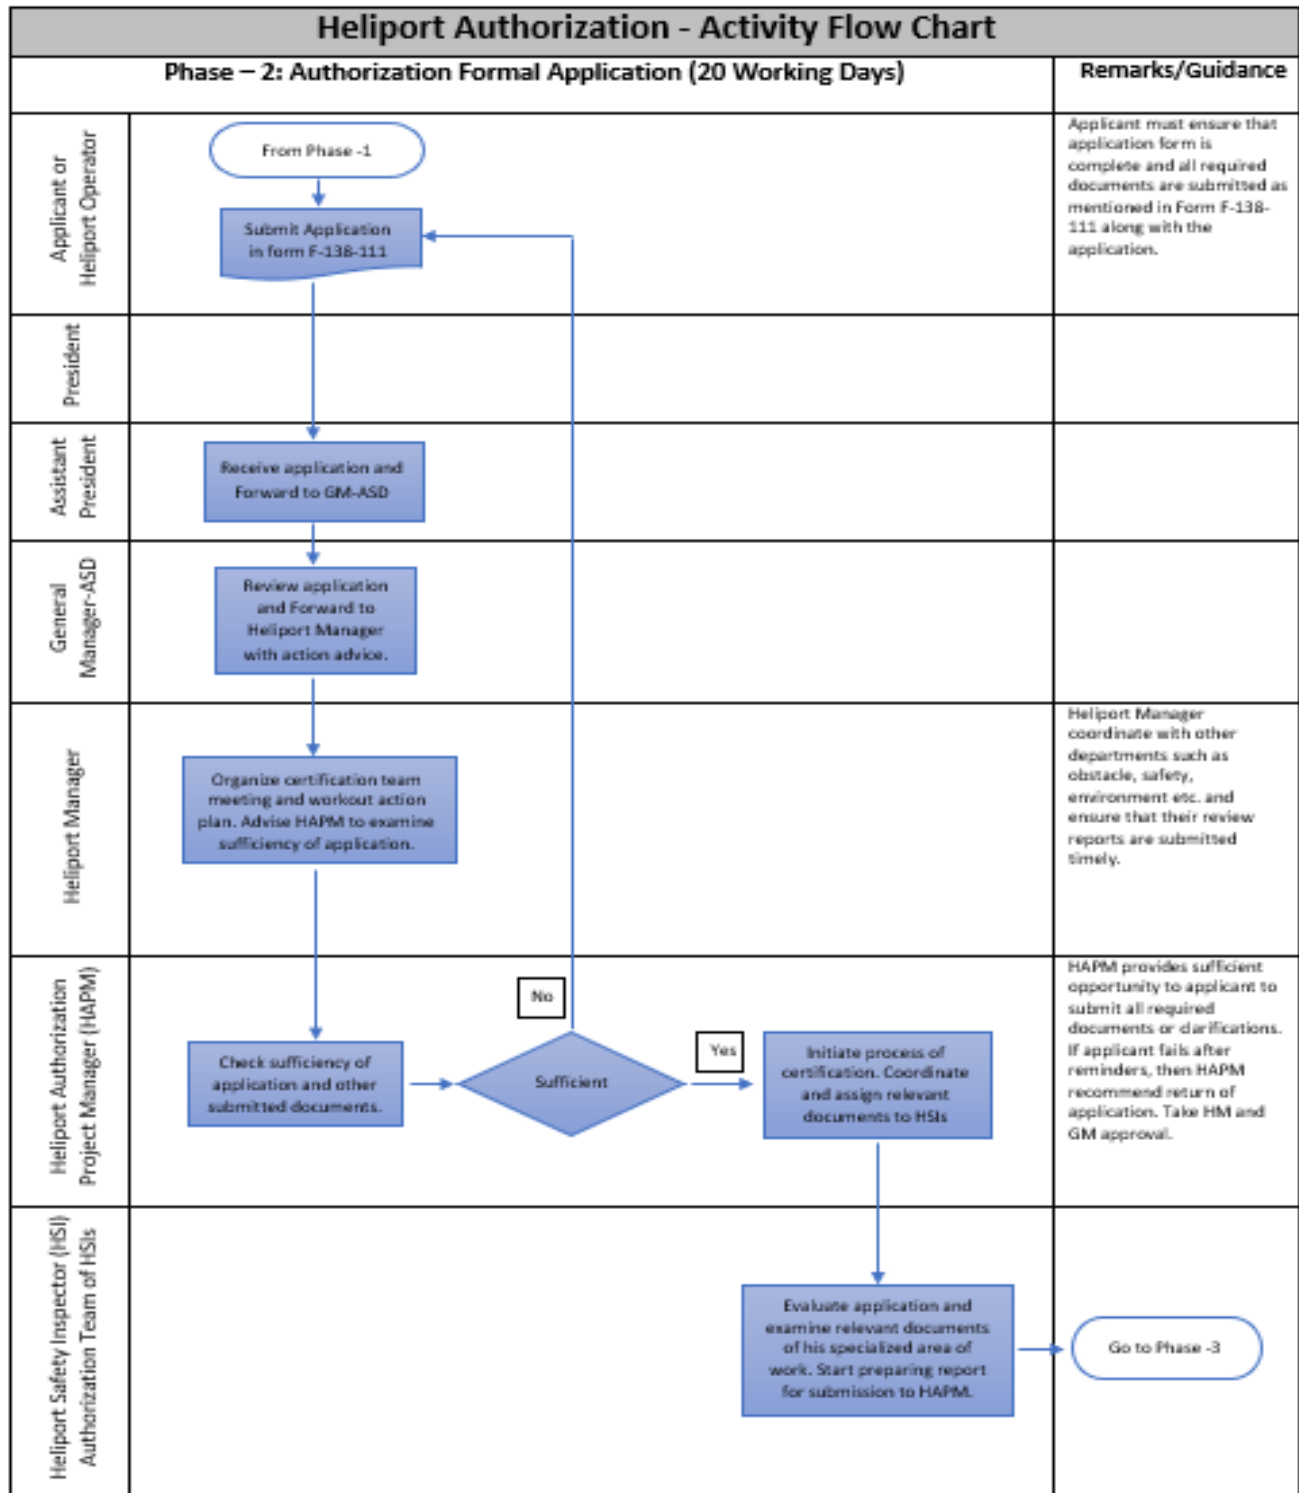 Heliport Authorization - Activity Flow Chart
Phase – 2: Authorization Formal Application (20 Working Days)
Remarks/Guidance
Applicant or
Heliport Operator
From Phase -1
Submit Application
in form F-138-111
Applicant must ensure that
application form is
complete and all required
documents are submitted as
mentioned in Form F-138-
111 along with the
application.
President
Assistant
President
Receive application and
Forward to GM-ASD
General
Manager-ASD
Review application
and Forward to
Heliport Manager
with action advice.
Heliport Manager
Organize certification team
meeting and workout action
plan. Advise HAPM to examine
sufficiency of application.
Heliport Manager
coordinate with other
departments such as
obstacle, safety,
environment etc. and
ensure that their review
reports are submitted
timely.
Heliport Authorization
Project Manager (HAPM)
Check sufficiency of
application and other
submitted documents.
Sufficient
No
Yes
Initiate process of
certification. Coordinate
and assign relevant
documents to HSIs
HAPM provides sufficient
opportunity to applicant to
submit all required
documents or clarifications.
If applicant fails after
reminders, then HAPM
recommend return of
application. Take HM and
GM approval.
Heliport Safety Inspector (HSI)
Authorization Team of HSIs
Evaluate application and
examine relevant documents
of his specialized area of
work. Start preparing report
for submission to HAPM.
Go to Phase -3